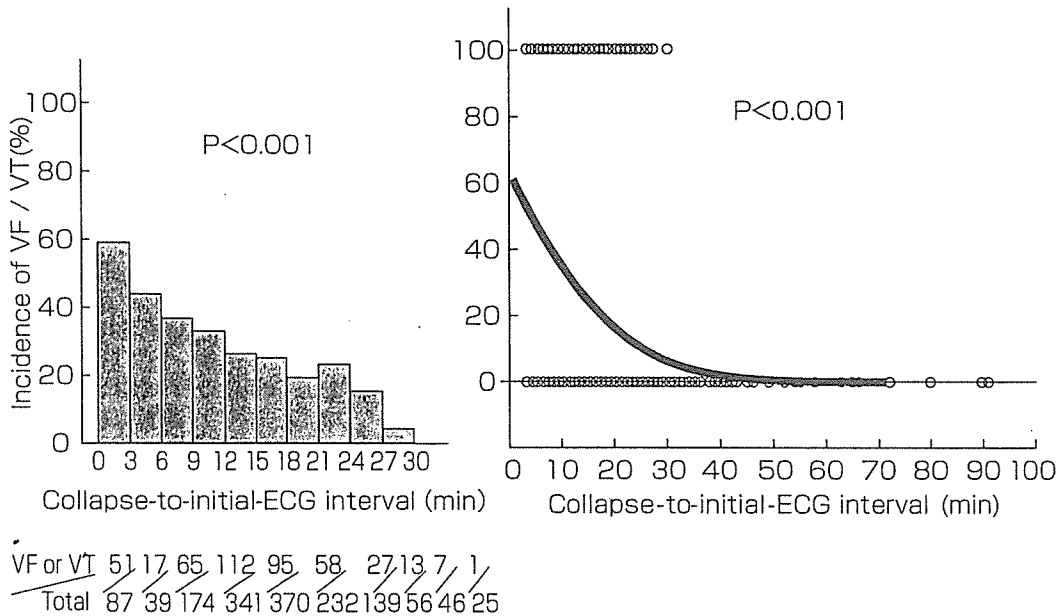 Incidence of VF / VT(%)
100
80
60
40
20
0
P<0.001
0 3 6 9 12 15 18 21 24 27 30
Collapse-to-initial-ECG interval (min)
VF or VT 51 17 65 112 95 58 27 13 7 1
Total 87 39 174 341 370 232 139 56 46 25
100
80
60
40
20
0
P<0.001
0 10 20 30 40 50 60 70 80 90 100
Collapse-to-initial-ECG interval (min)